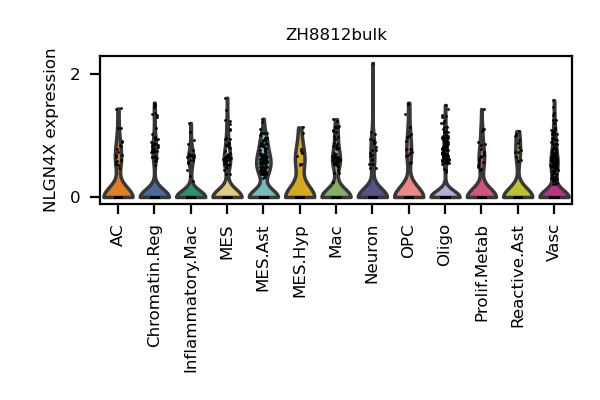 ZH8812bulk
NLGN4X expression
2
0
AC
Chromatin.Reg
Inflammatory.Mac
MES
MES.Ast
MES.Hyp
Mac
Neuron
OPC
Oligo
Prolif.Metab
Reactive.Ast
Vasc